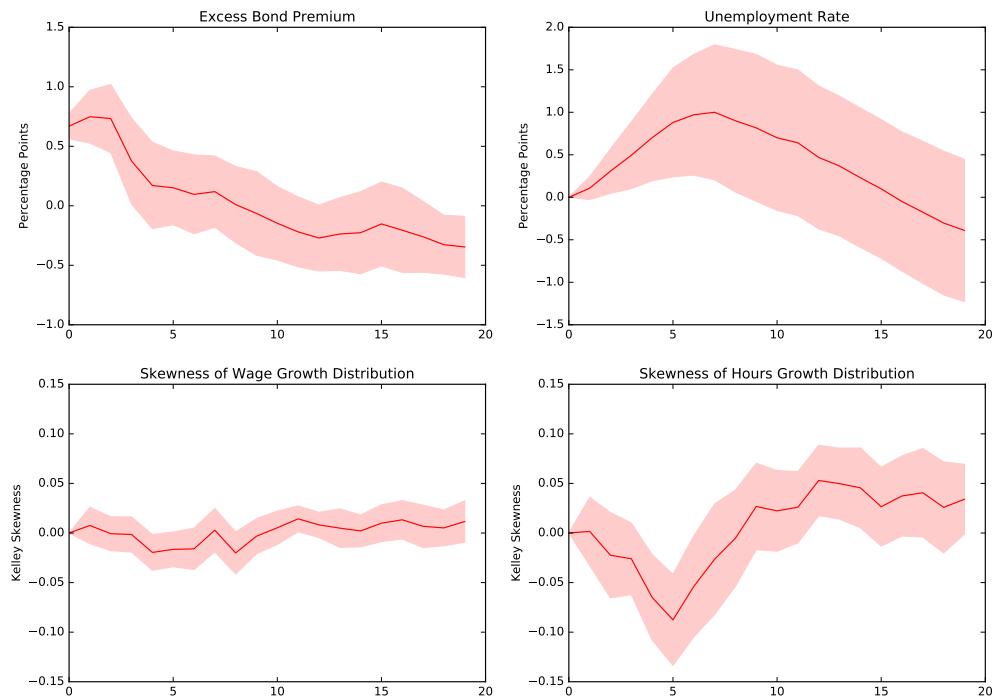 Excess Bond Premium
Percentage Points
1.5
1.0
0.5
0.0
−0.5
−1.0
0 5 10 15 20
Unemployment Rate
Percentage Points
2.0
1.5
1.0
0.5
0.0
−0.5
−1.0
−1.5
0 5 10 15 20
Skewness of Wage Growth Distribution
Kelley Skewness
0.15
0.10
0.05
0.00
−0.05
−0.10
−0.15
0 5 10 15 20
Skewness of Hours Growth Distribution
Kelley Skewness
0.15
0.10
0.05
0.00
−0.05
−0.10
−0.15
0 5 10 15 20